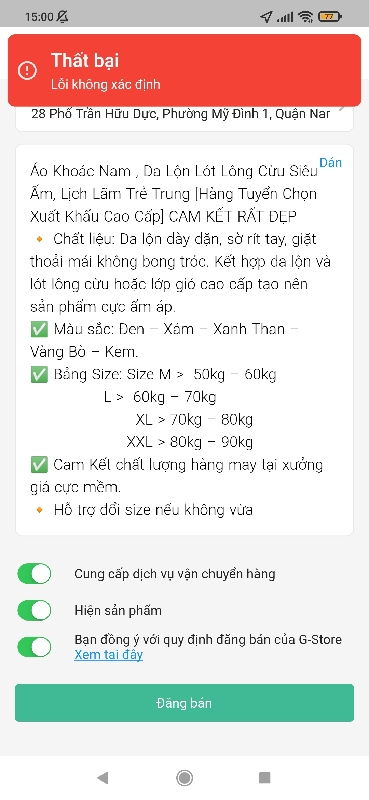 15:00
77
Thất bại
Lỗi không xác định
28 Phố Trần Hữu Dực, Phường Mỹ Đình 1, Quận Nar
Dán
Áo Khoác Nam , Da Lộn Lót Lông Cừu Siêu
Ấm, Lịch Lãm Trẻ Trung [Hàng Tuyển Chọn
Xuất Khẩu Cao Cấp] CAM KẾT RẤT ĐẸP
🔸 Chất liệu: Da lộn dày dặn, sờ rít tay, giặt
thoải mái không bong tróc. Kết hợp da lộn và
lót lông cừu hoặc lớp gió cao cấp tạo nên
sản phẩm cực ấm áp.
✅ Màu sắc: Đen – Xám – Xanh Than –
Vàng Bò – Kem.
✅ Bảng Size: Size M > 50kg – 60kg
L > 60kg – 70kg
XL > 70kg – 80kg
XXL > 80kg – 90kg
✅ Cam Kết chất lượng hàng may tại xưởng
giá cực mềm.
🔸 Hỗ trợ đổi size nếu không vừa
Cung cấp dịch vụ vận chuyển hàng
Hiện sản phẩm
Bạn đồng ý với quy định đăng bán của G-Store
Xem tại đây
Đăng bán